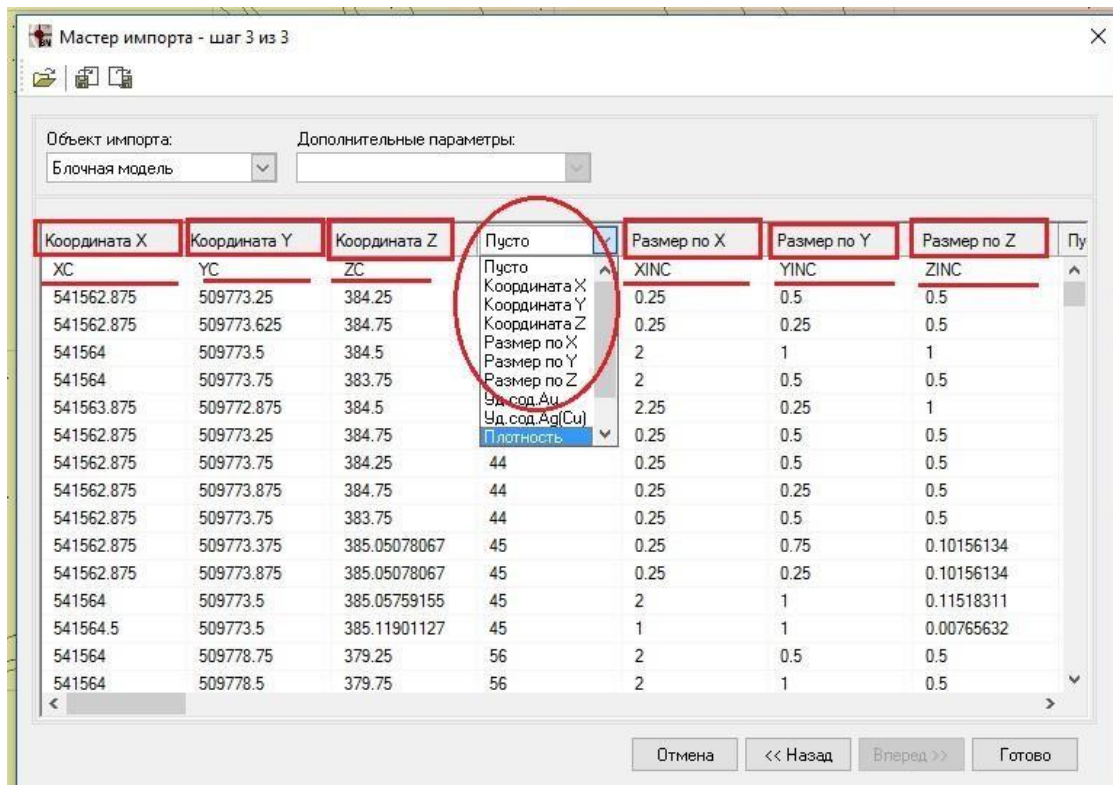 Мастер импорта - шаг 3 из 3
Объект импорта: Дополнительные параметры:
Блочная модель
Координата X Координата Y Координата Z Пусто Размер по X Размер по Y Размер по Z Пу
XC YC ZC Пусто XINC YINC ZINC
Координата X
541562.875 509773.25 384.25 Координата Y 0.25 0.5 0.5
541562.875 509773.625 384.75 Координата Z 0.25 0.25 0.5
Размер по X
541564 509773.5 384.5 Размер по Y 2 1 1
541564 509773.75 383.75 Размер по Z 2 0.5 0.5
541563.875 509772.875 384.5 Уд.сод.Au 2.25 0.25 1
Уд.сод.Ag(Cu)
541562.875 509773.25 384.75 Плотность 0.25 0.5 0.5
541562.875 509773.75 384.25 44 0.25 0.5 0.5
541562.875 509773.875 384.75 44 0.25 0.25 0.5
541562.875 509773.75 383.75 44 0.25 0.5 0.5
541562.875 509773.375 385.05078067 45 0.25 0.75 0.10156134
541562.875 509773.875 385.05078067 45 0.25 0.25 0.10156134
541564 509773.5 385.05759155 45 2 1 0.11518311
541564.5 509773.5 385.11901127 45 1 1 0.00765632
541564 509778.75 379.25 56 2 0.5 0.5
541564 509778.5 379.75 56 2 1 0.5
Отмена << Назад Вперед >> Готово